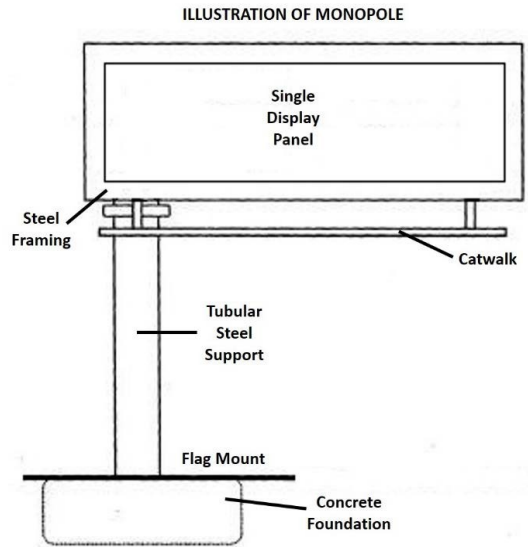 ILLUSTRATION OF MONOPOLE
Single
Display
Panel
Steel
Framing
Catwalk
Tubular
Steel
Support
Flag Mount
Concrete
Foundation